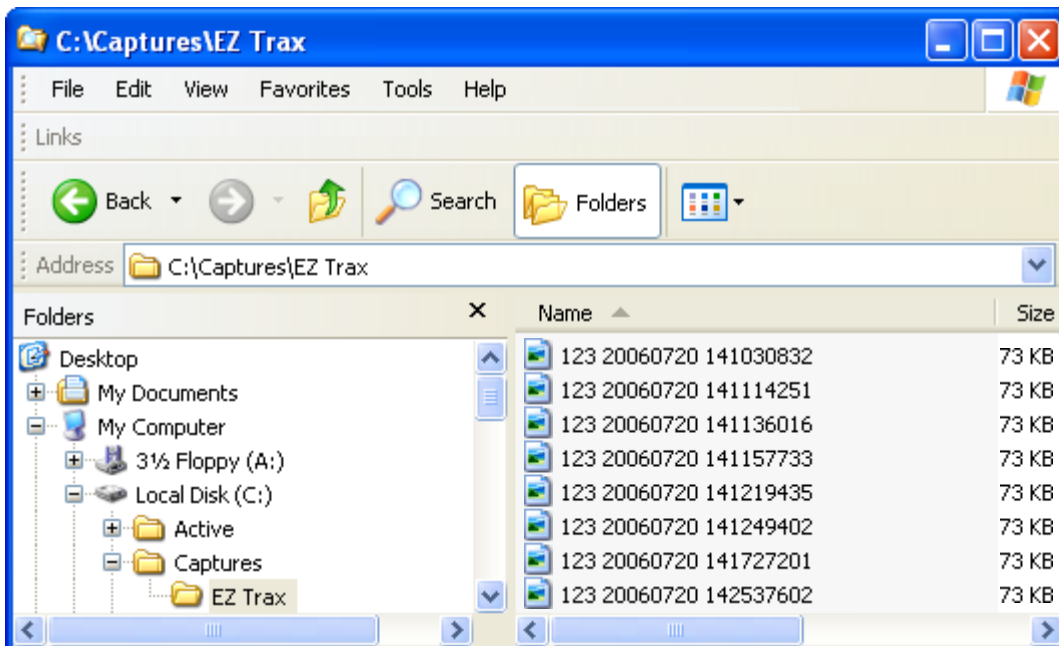 C:\Captures\EZ Trax
File Edit View Favorites Tools Help
Links
Back Search Folders
Address C:\Captures\EZ Trax
Folders
Desktop
My Documents
My Computer
3½ Floppy (A:)
Local Disk (C:)
Active
Captures
EZ Trax
Name Size
123 20060720 141030832 73 KB
123 20060720 141114251 73 KB
123 20060720 141136016 73 KB
123 20060720 141157733 73 KB
123 20060720 141219435 73 KB
123 20060720 141249402 73 KB
123 20060720 141727201 73 KB
123 20060720 142537602 73 KB